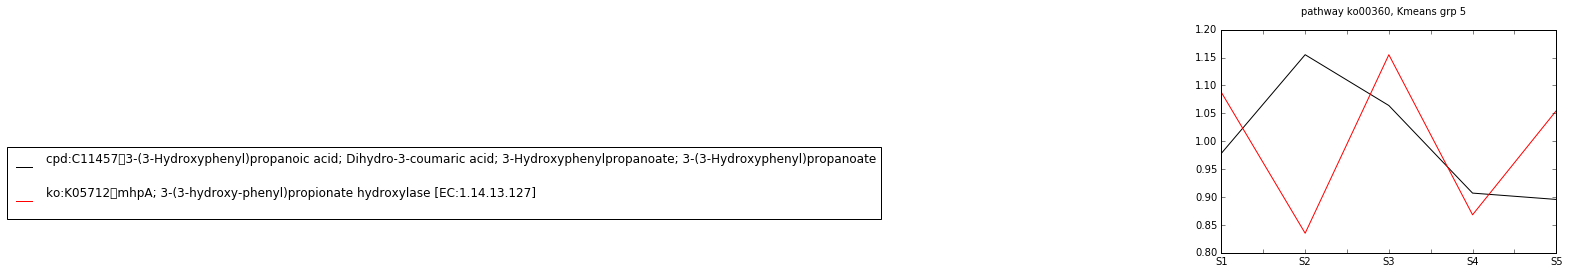 pathway ko00360, Kmeans grp 5
1.20
1.15
1.10
1.05
1.00
0.95
0.90
0.85
0.80
S1 S2 S3 S4 S5
cpd:C11457▯3-(3-Hydroxyphenyl)propanoic acid; Dihydro-3-coumaric acid; 3-Hydroxyphenylpropanoate; 3-(3-Hydroxyphenyl)propanoate
ko:K05712▯mhpA; 3-(3-hydroxy-phenyl)propionate hydroxylase [EC:1.14.13.127]